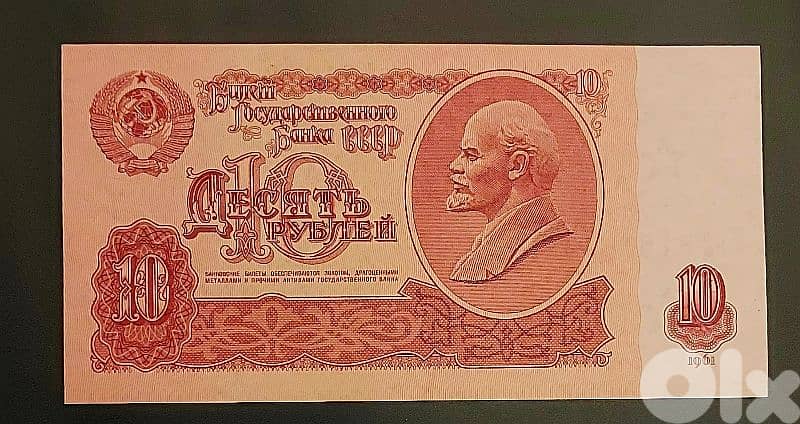 10
Билет
Государственного
Банка СССР
10
Десять
рублей
БАНКОВСКИЕ БИЛЕТЫ ОБЕСПЕЧИВАЮТСЯ ЗОЛОТОМ, ДРАГОЦЕННЫМИ
МЕТАЛЛАМИ И ПРОЧИМИ АКТИВАМИ ГОСУДАРСТВЕННОГО БАНКА
10
10
1961
OLX